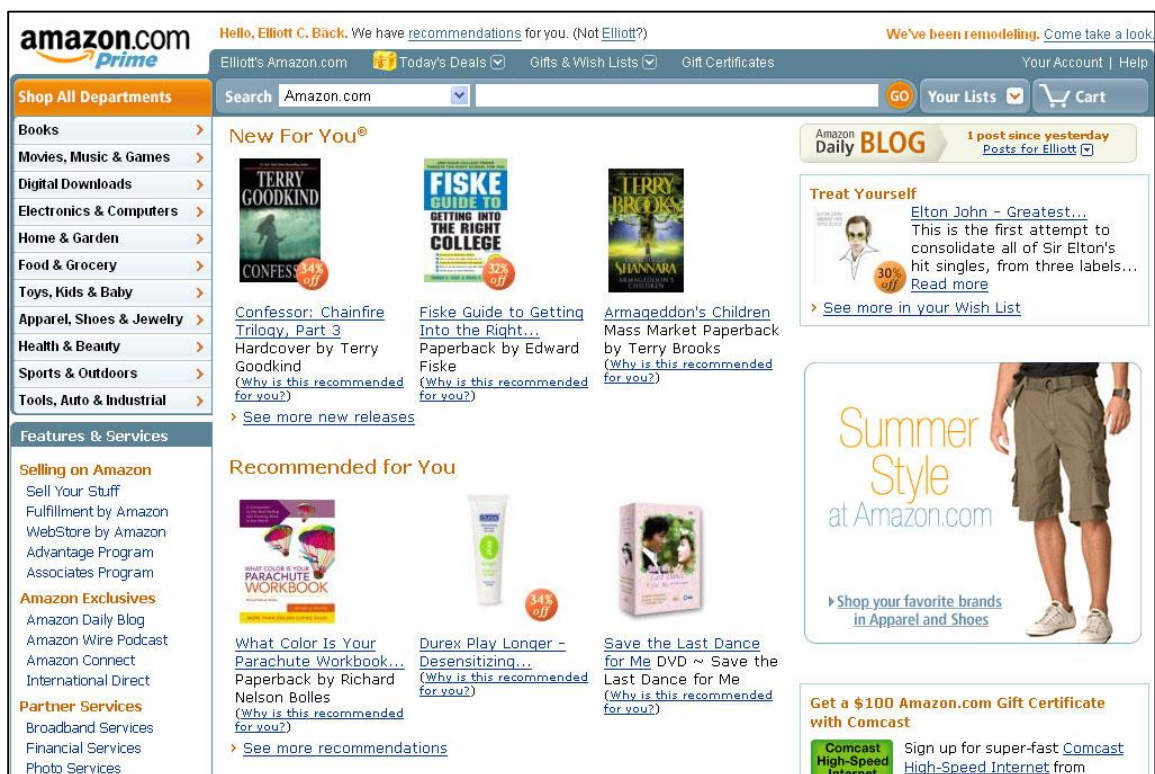 amazon.com
Prime
Hello, Elliott C. Bäck. We have recommendations for you. (Not Elliott?)
We've been remodeling. Come take a look.
Elliott's Amazon.com Today's Deals Gifts & Wish Lists Gift Certificates Your Account | Help
Shop All Departments
Search Amazon.com GO Your Lists Cart
Books
Movies, Music & Games
Digital Downloads
Electronics & Computers
Home & Garden
Food & Grocery
Toys, Kids & Baby
Apparel, Shoes & Jewelry
Health & Beauty
Sports & Outdoors
Tools, Auto & Industrial
Features & Services
Selling on Amazon
Sell Your Stuff
Fulfillment by Amazon
WebStore by Amazon
Advantage Program
Associates Program
Amazon Exclusives
Amazon Daily Blog
Amazon Wire Podcast
Amazon Connect
International Direct
Partner Services
Broadband Services
Financial Services
Photo Services
New For You®
TERRY
GOODKIND
CONFESS
34%
off
Confessor: Chainfire
Trilogy, Part 3
Hardcover by Terry
Goodkind
(Why is this recommended
for you?)
FISKE
GUIDE TO
GETTING INTO
THE RIGHT
COLLEGE
32%
off
Fiske Guide to Getting
Into the Right...
Paperback by Edward
Fiske
(Why is this recommended
for you?)
TERRY
BROOKS
SHANNARA
ARMAGEDDON'S
CHILDREN
Armageddon's Children
Mass Market Paperback
by Terry Brooks
(Why is this recommended
for you?)
See more new releases
Recommended for You
WHAT COLOR IS YOUR
PARACHUTE
WORKBOOK
What Color Is Your
Parachute Workbook...
Paperback by Richard
Nelson Bolles
(Why is this recommended
for you?)
durex
play
34%
off
Durex Play Longer -
Desensitizing...
(Why is this recommended
for you?)
Last Dance
Save the Last Dance
for Me DVD ~ Save the
Last Dance for Me
(Why is this recommended
for you?)
See more recommendations
Amazon
Daily BLOG
1 post since yesterday
Posts for Elliott
Treat Yourself
30%
off
Elton John - Greatest...
This is the first attempt to
consolidate all of Sir Elton's
hit singles, from three labels...
Read more
See more in your Wish List
Summer
Style
at Amazon.com
Shop your favorite brands
in Apparel and Shoes
Get a $100 Amazon.com Gift Certificate
with Comcast
Comcast
High-Speed
Internet
Sign up for super-fast Comcast
High-Speed Internet from